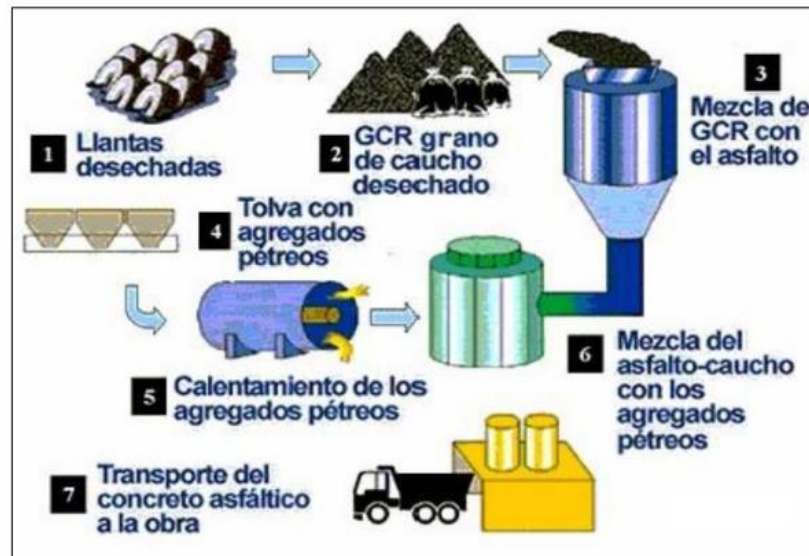 1 Llantas
desechadas
2 GCR grano
de caucho
desechado
3
Mezcla de
GCR con
el asfalto
4 Tolva con
agregados
pétreos
5 Calentamiento de los
agregados pétreos
6 Mezcla del
asfalto-caucho
con los
agregados
pétreos
7 Transporte del
concreto asfáltico
a la obra